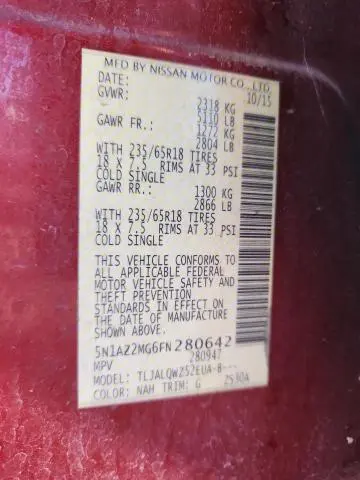 MFD BY NISSAN MOTOR CO., LTD.
DATE: 10/15
GVWR: 2318 KG
5110 LB
GAWR FR.: 1272 KG
2804 LB
WITH 235/65R18 TIRES
18 X 7.5 RIMS AT 33 PSI
COLD SINGLE
GAWR RR.: 1300 KG
2866 LB
WITH 235/65R18 TIRES
18 X 7.5 RIMS AT 33 PSI
COLD SINGLE
THIS VEHICLE CONFORMS TO
ALL APPLICABLE FEDERAL
MOTOR VEHICLE SAFETY
AND THEFT PREVENTION
STANDARDS IN EFFECT ON
THE DATE OF MANUFACTURE
SHOWN ABOVE.
5N1AZ2MG6FN280642
MPV 280947
MODEL: TLJALQWZ52EUA-B---
COLOR: NAH TRIM: G 2530A